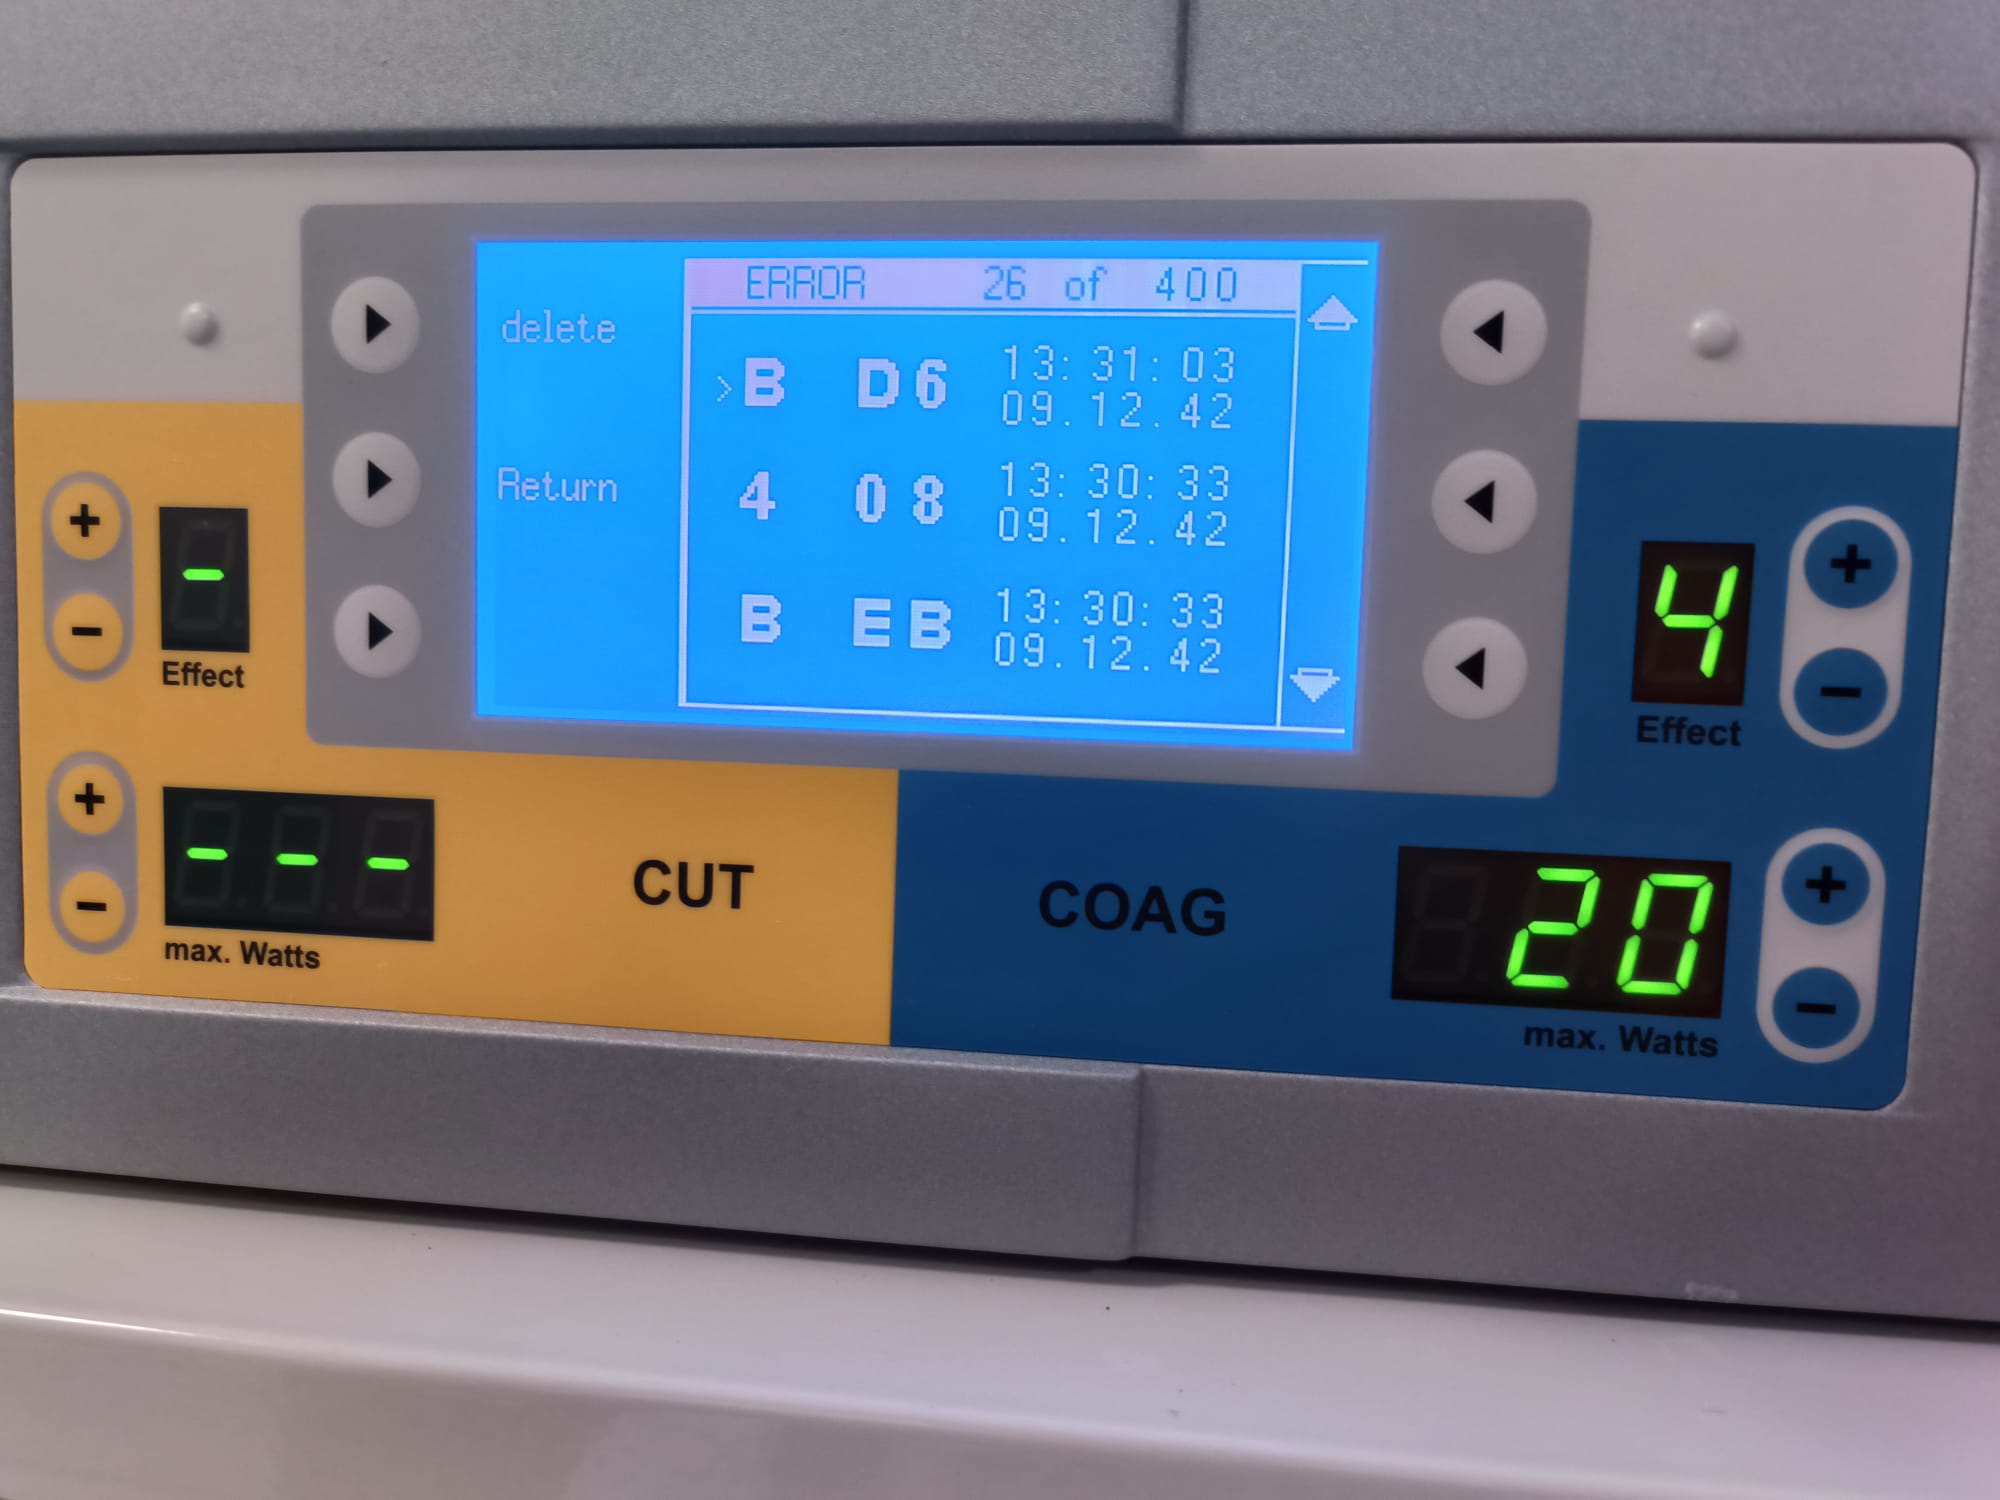 ERROR 26 of 400
delete
>B D6 13:31:03
09.12.42
Return
4 08 13:30:33
09.12.42
B EB 13:30:33
09.12.42
+
-
-
Effect
+
-
---
max. Watts
CUT
COAG
4
Effect
+
-
20
max. Watts
+
-